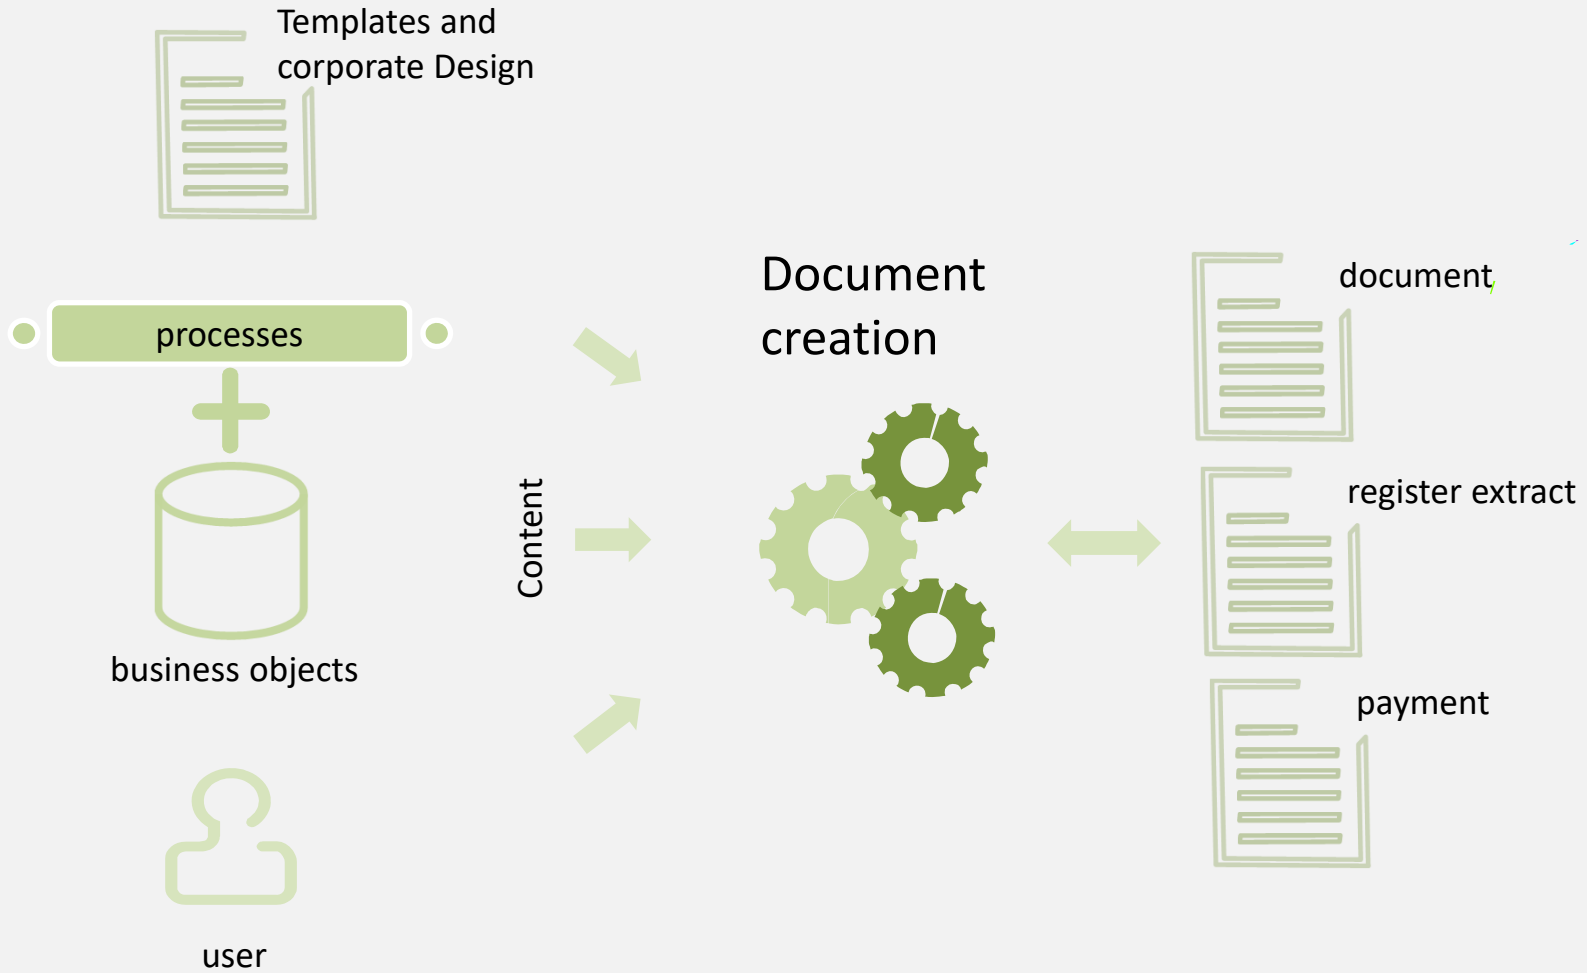 Templates and
corporate Design
processes
business objects
user
Content
Document
creation
document
register extract
payment